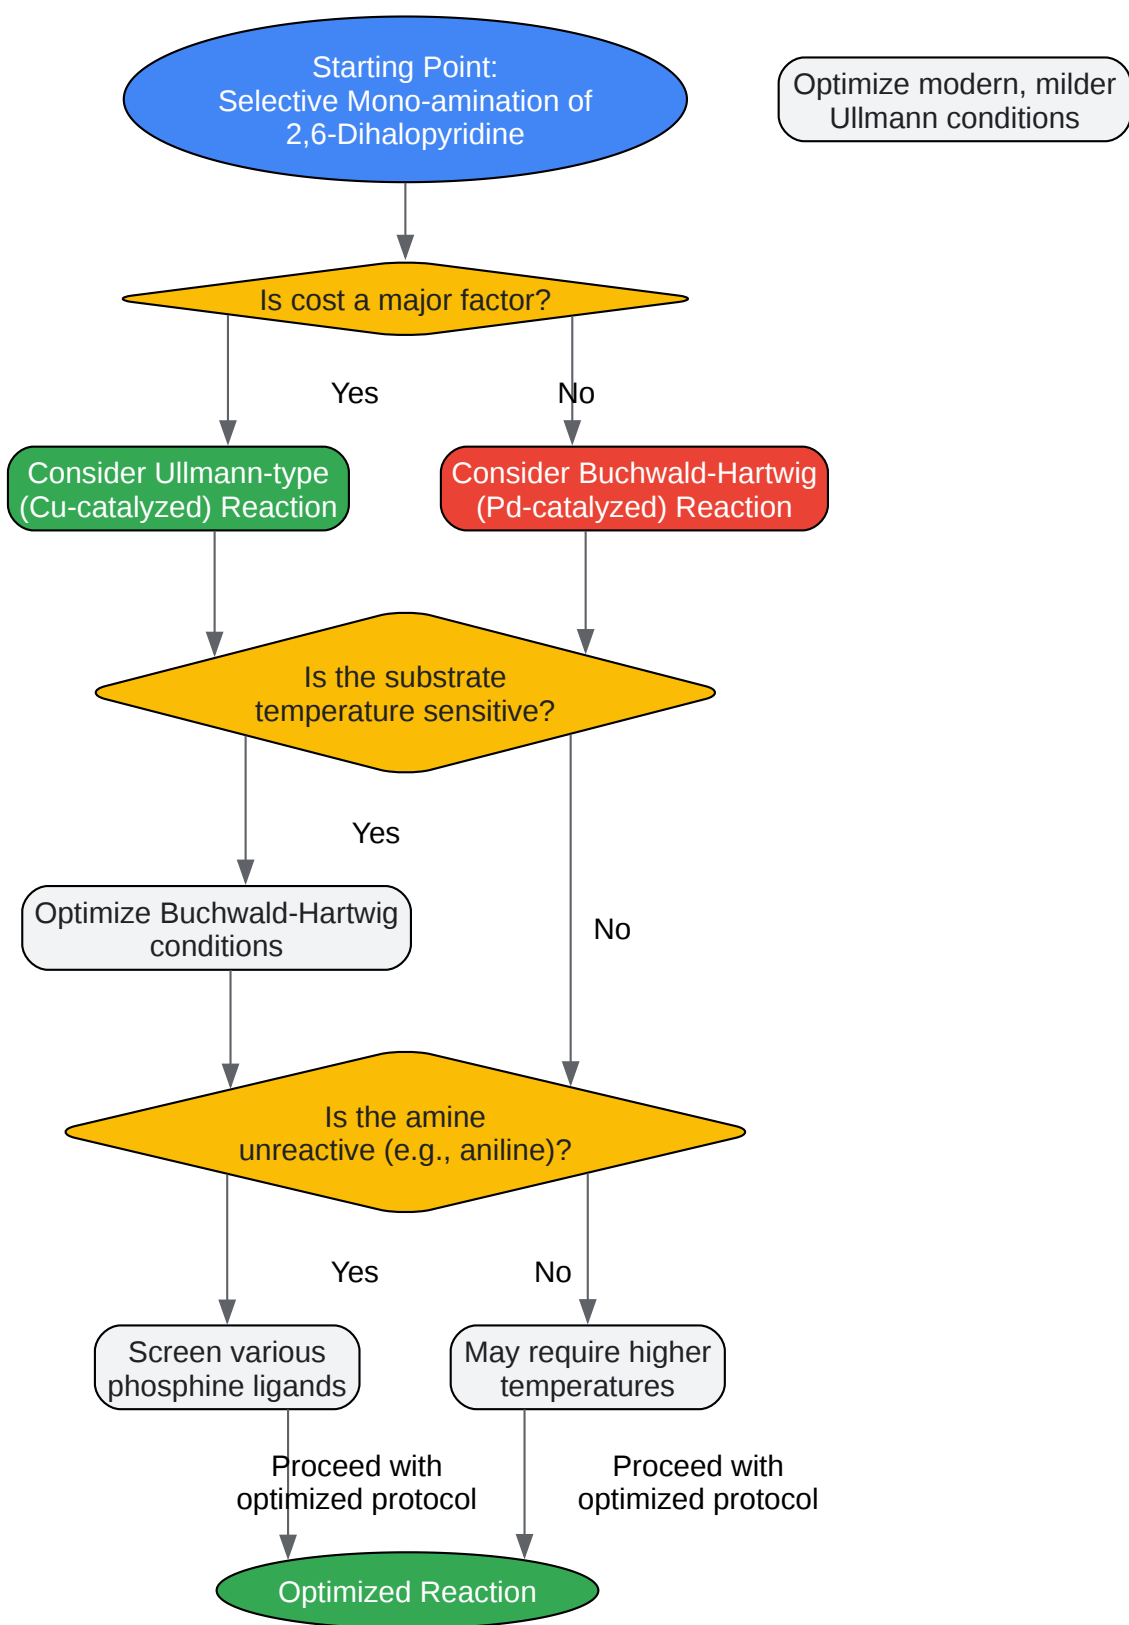 Starting Point:
Selective Mono-amination of
2,6-Dihalopyridine
Optimize modern, milder
Ullmann conditions
Is cost a major factor?
Yes
No
Consider Ullmann-type
(Cu-catalyzed) Reaction
Consider Buchwald-Hartwig
(Pd-catalyzed) Reaction
Is the substrate
temperature sensitive?
Yes
Optimize Buchwald-Hartwig
conditions
No
Is the amine
unreactive (e.g., aniline)?
Yes
No
Screen various
phosphine ligands
May require higher
temperatures
Proceed with
optimized protocol
Proceed with
optimized protocol
Optimized Reaction